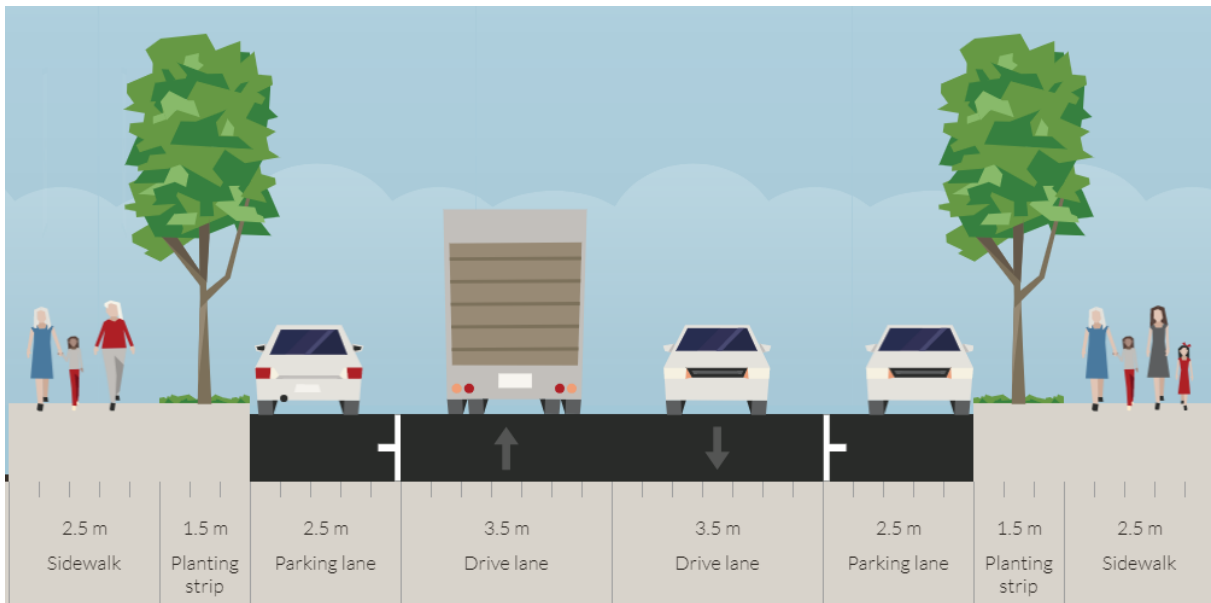 2.5 m
Sidewalk
1.5 m
Planting
strip
2.5 m
Parking lane
3.5 m
Drive lane
3.5 m
Drive lane
2.5 m
Parking lane
1.5 m
Planting
strip
2.5 m
Sidewalk